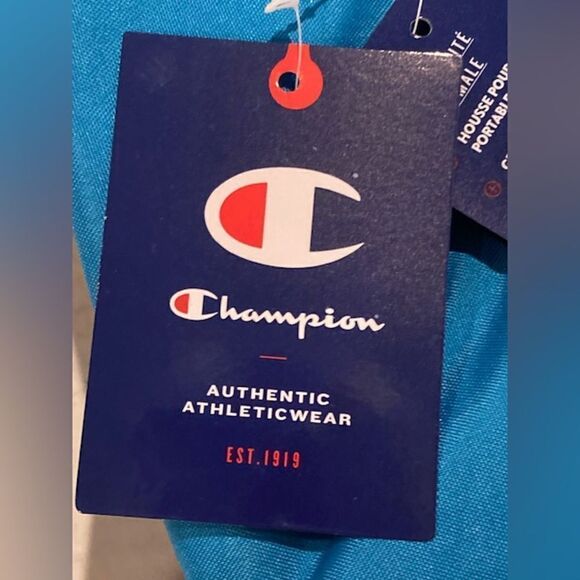 Champion
AUTHENTIC
ATHLETICWEAR
EST. 1919
HOUSSE POUR
PORTABLE